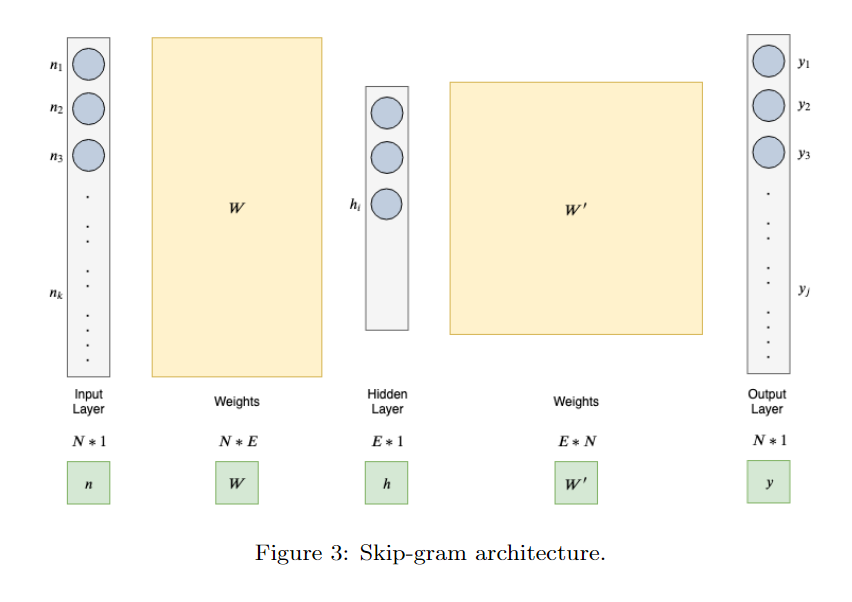 n₁
n₂
n₃
nₖ
W
hᵢ
W′
y₁
y₂
y₃
yⱼ
Input
Layer
Weights
Hidden
Layer
Weights
Output
Layer
N * 1
N * E
E * 1
E * N
N * 1
n
W
h
W′
y
Figure 3: Skip-gram architecture.